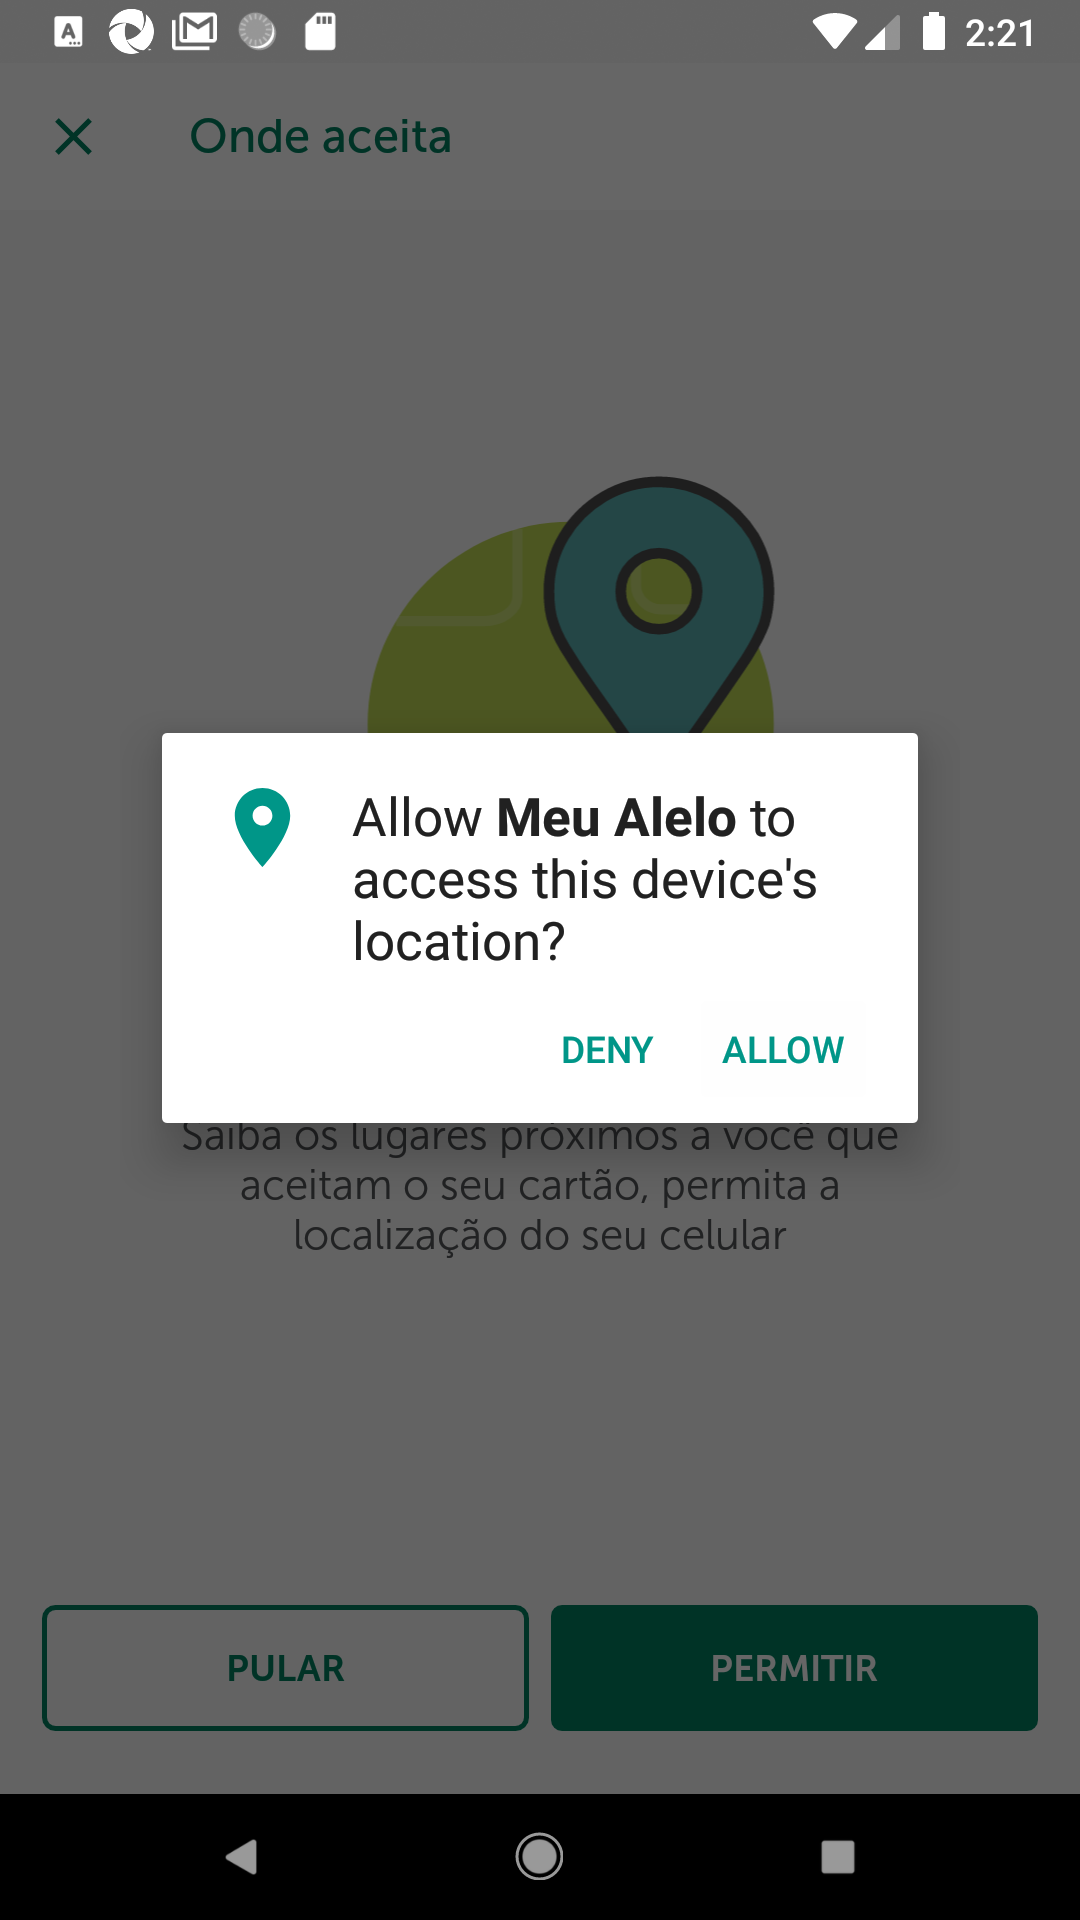 2:21
Onde aceita
Allow Meu Alelo to
access this device's
location?
DENY ALLOW
Saiba os lugares próximos a você que
aceitam o seu cartão, permita a
localização do seu celular
PULAR PERMITIR